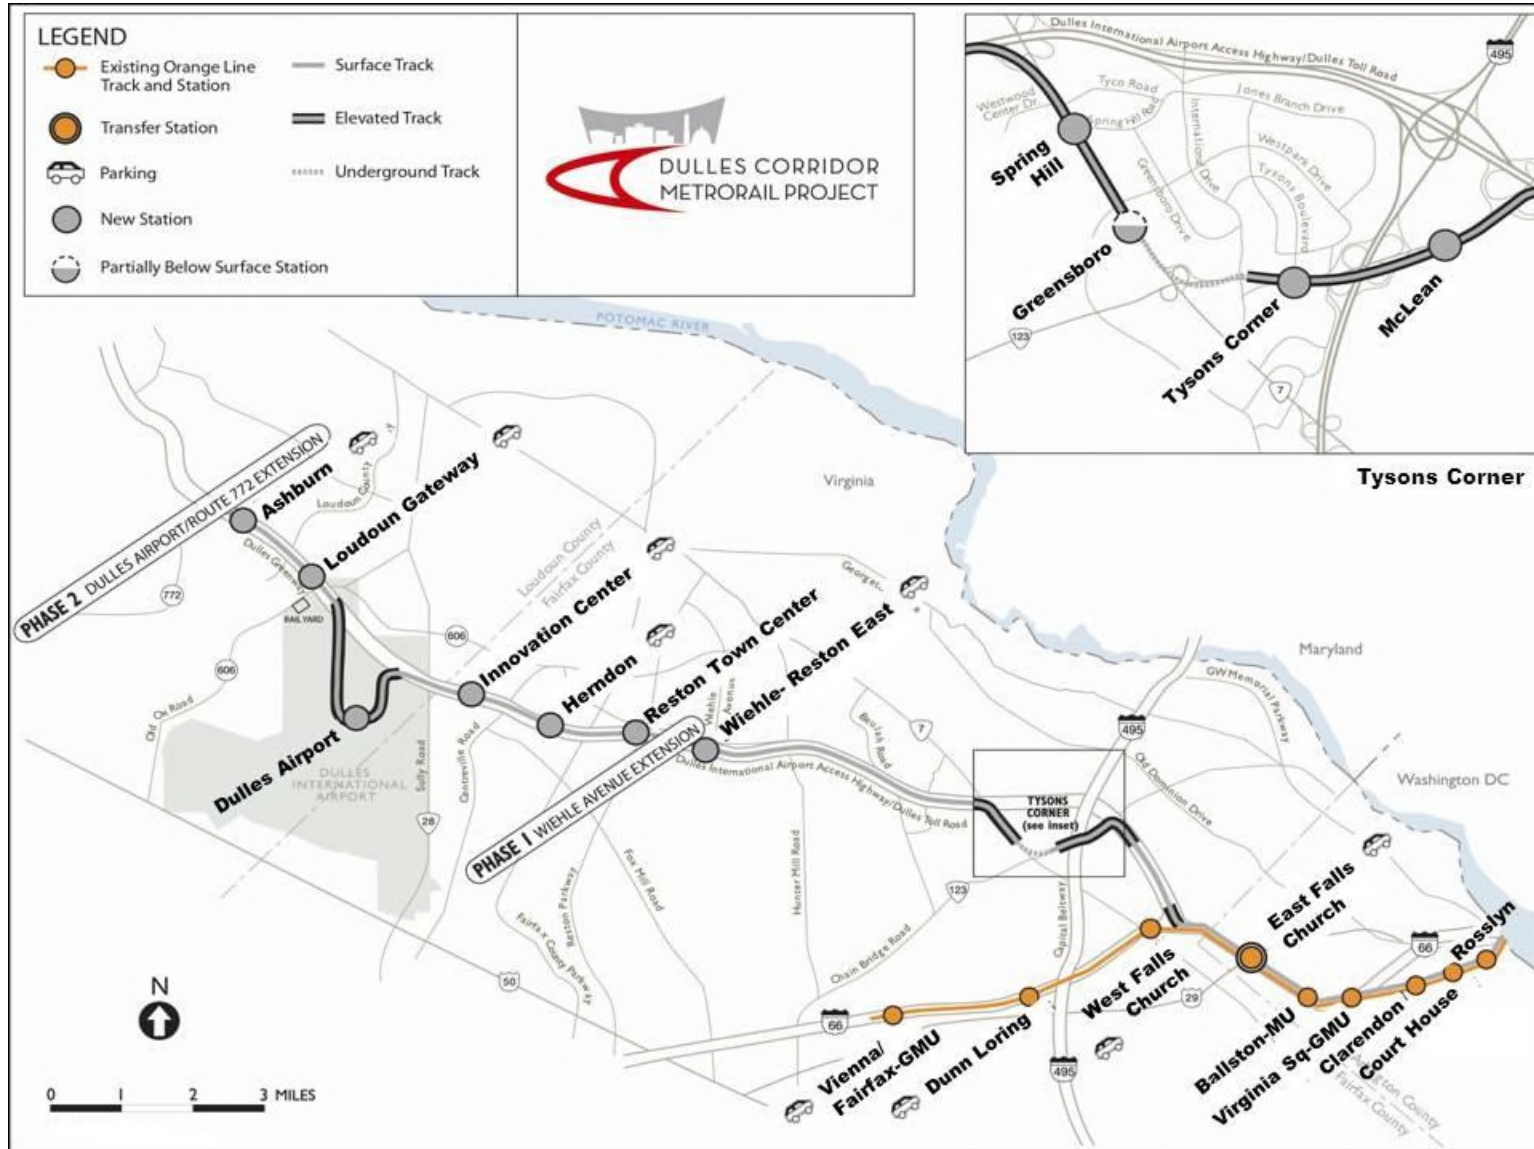 LEGEND
Existing Orange Line
Track and Station
Transfer Station
Parking
New Station
Partially Below Surface Station
Surface Track
Elevated Track
Underground Track
DULLES CORRIDOR
METRORAIL PROJECT
Dulles International Airport Access Highway/Dulles Toll Road
495
Westwood
Center Dr.
Tyco Road
Spring Hill Road
International Drive
Jones Branch Drive
Westpark Drive
Tysons Boulevard
Greensboro Drive
Spring
Hill
Greensboro
Tysons Corner
McLean
123
7
Tysons Corner
POTOMAC RIVER
Virginia
Maryland
Washington DC
PHASE 2 DULLES AIRPORT/ROUTE 772 EXTENSION
Ashburn
Loudoun Gateway
Loudoun County
Dulles Greenway
772
RAIL YARD
606
606
Old Ox Road
Loudoun County
Fairfax County
Innovation Center
Herndon
Reston Town Center
Wiehle- Reston East
Dulles Airport
DULLES
INTERNATIONAL
AIRPORT
Sully Road
28
Centreville Road
PHASE 1 WIEHLE AVENUE EXTENSION
Avenue
Dulles International Airport Access Highway/Dulles Toll Road
Beulah Road
7
TYSONS
CORNER
(see inset)
495
Old Dominion Drive
GW Memorial Parkway
Fox Mill Road
Reston Parkway
Fairfax County Parkway
Hunter Mill Road
123
Chain Bridge Road
Capital Beltway
50
66
Vienna/
Fairfax-GMU
Dunn Loring
West Falls
Church
29
East Falls
Church
66
Ballston-MU
Virginia Sq-GMU
Clarendon
Court House
Rosslyn
495
Arlington County
Fairfax County
N
0 1 2 3 MILES